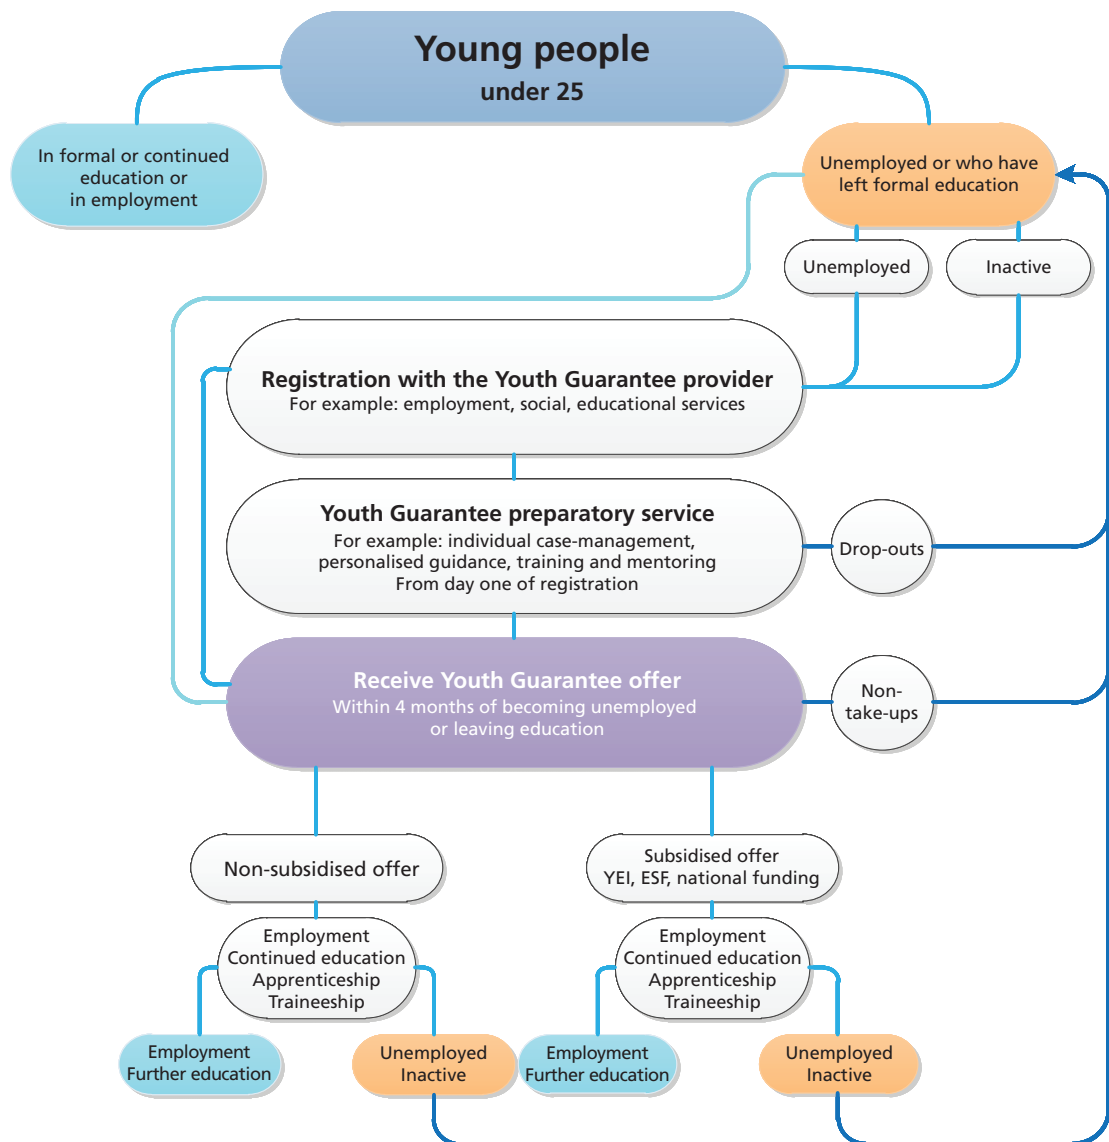 Young people
under 25
In formal or continued
education or
in employment
Unemployed or who have
left formal education
Unemployed
Inactive
Registration with the Youth Guarantee provider
For example: employment, social, educational services
Youth Guarantee preparatory service
For example: individual case-management,
personalised guidance, training and mentoring
From day one of registration
Drop-outs
Receive Youth Guarantee offer
Within 4 months of becoming unemployed
or leaving education
Non-
take-ups
Non-subsidised offer
Subsidised offer
YEI, ESF, national funding
Employment
Continued education
Apprenticeship
Traineeship
Employment
Continued education
Apprenticeship
Traineeship
Employment
Further education
Unemployed
Inactive
Employment
Further education
Unemployed
Inactive